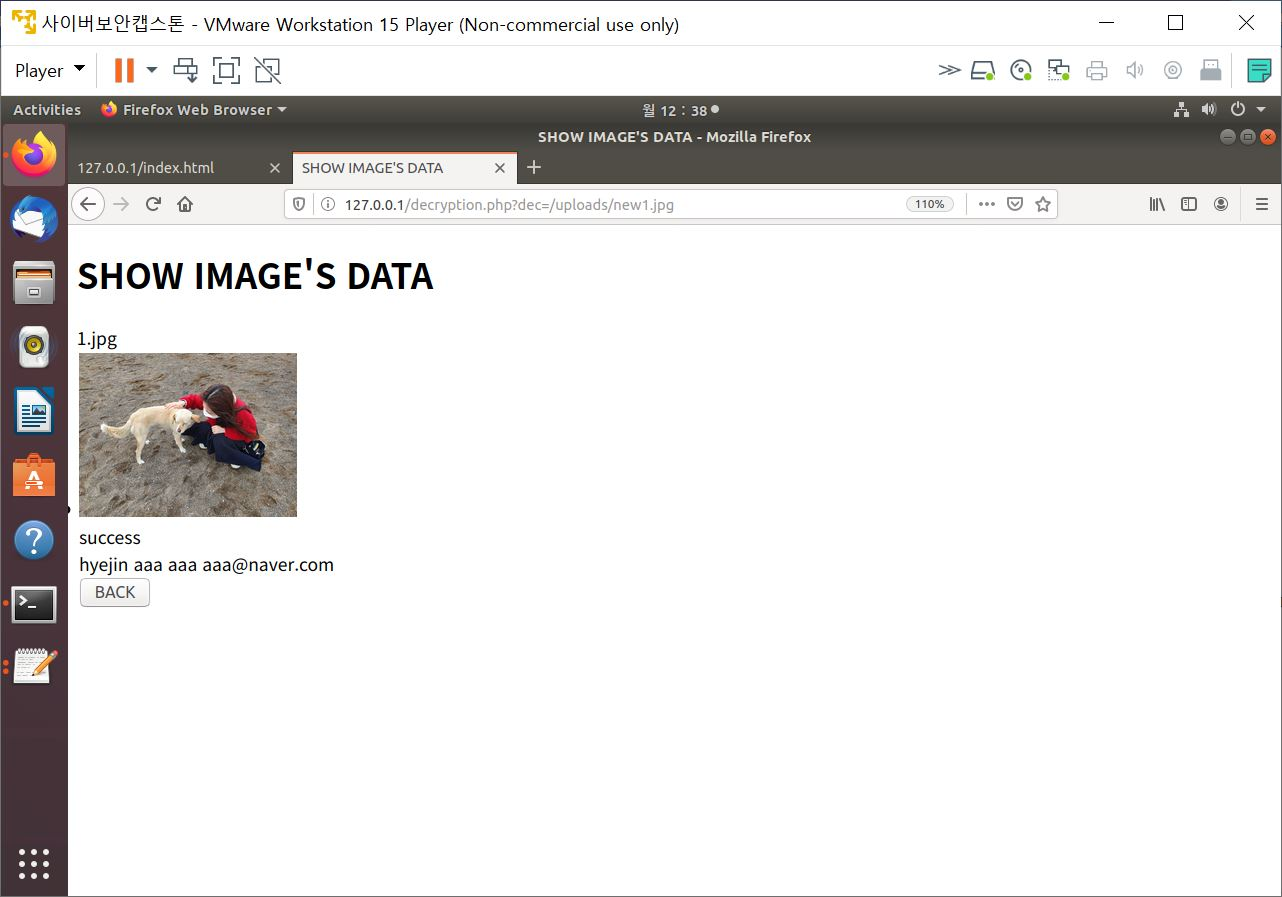 사이버보안캡스톤 - VMware Workstation 15 Player (Non-commercial use only)
Player
Activities Firefox Web Browser 월 12 : 38
SHOW IMAGE'S DATA - Mozilla Firefox
127.0.0.1/index.html SHOW IMAGE'S DATA
127.0.0.1/decryption.php?dec=/uploads/new1.jpg 110%
SHOW IMAGE'S DATA
1.jpg
success
hyejin aaa aaa aaa@naver.com
BACK